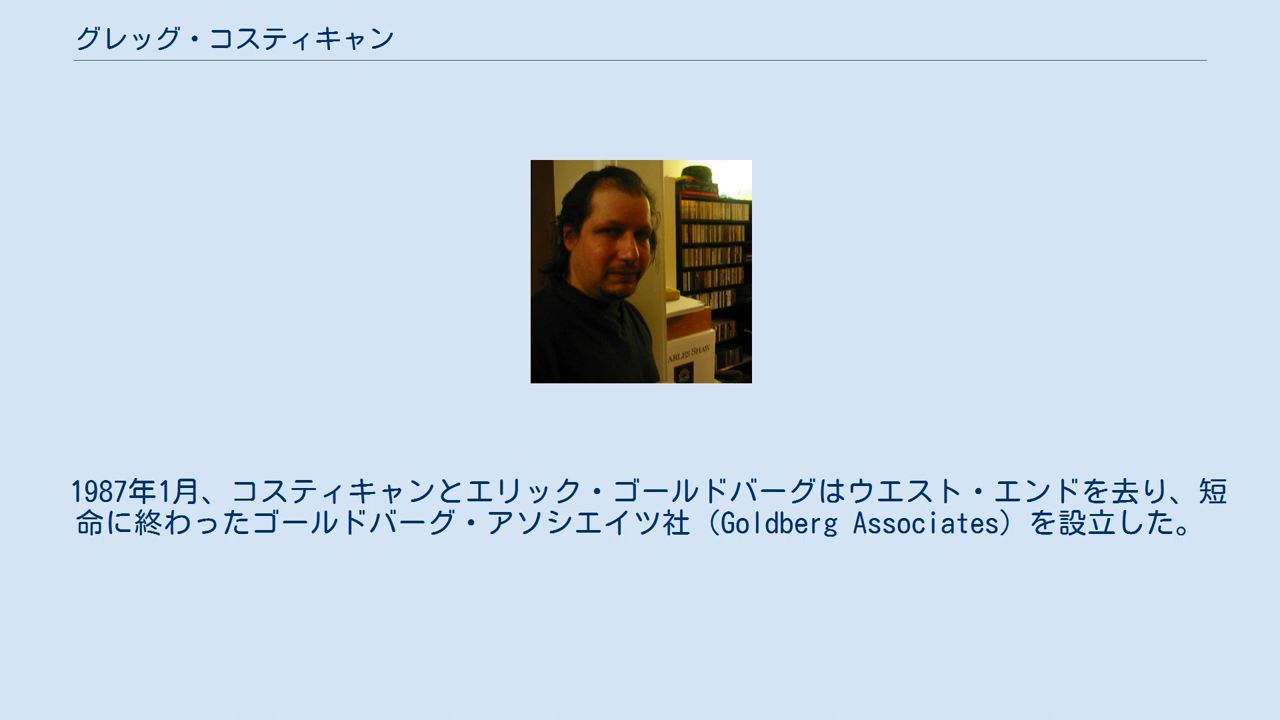 グレッグ・コスティキャン
ARLES SHAW
1987年1月、コスティキャンとエリック・ゴールドバーグはウエスト・エンドを去り、短
命に終わったゴールドバーグ・アソシエイツ社（Goldberg Associates）を設立した。